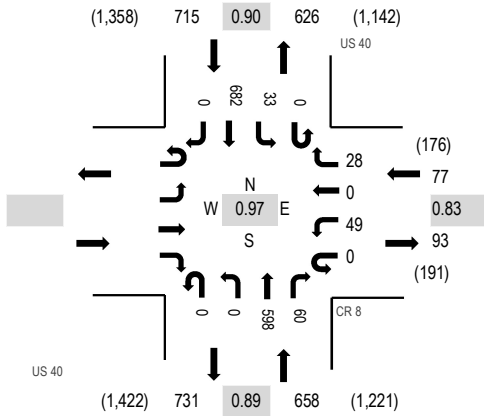 (1,358) 715 0.90 626 (1,142)
US 40
0 682 33 0
(176)
28
77
N
0
W 0.97 E
0.83
49
S
93
0
(191)
0 0 598 60
CR 8
US 40
(1,422) 731 0.89 658 (1,221)